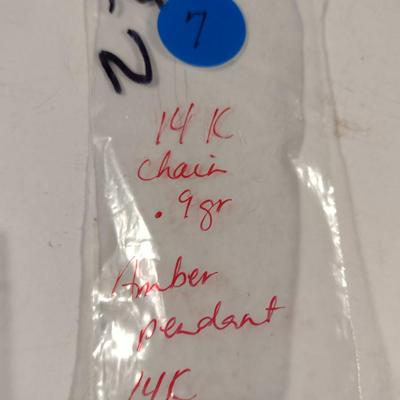 7
N
14K
chain
.9gr
Amber
pendant
14K